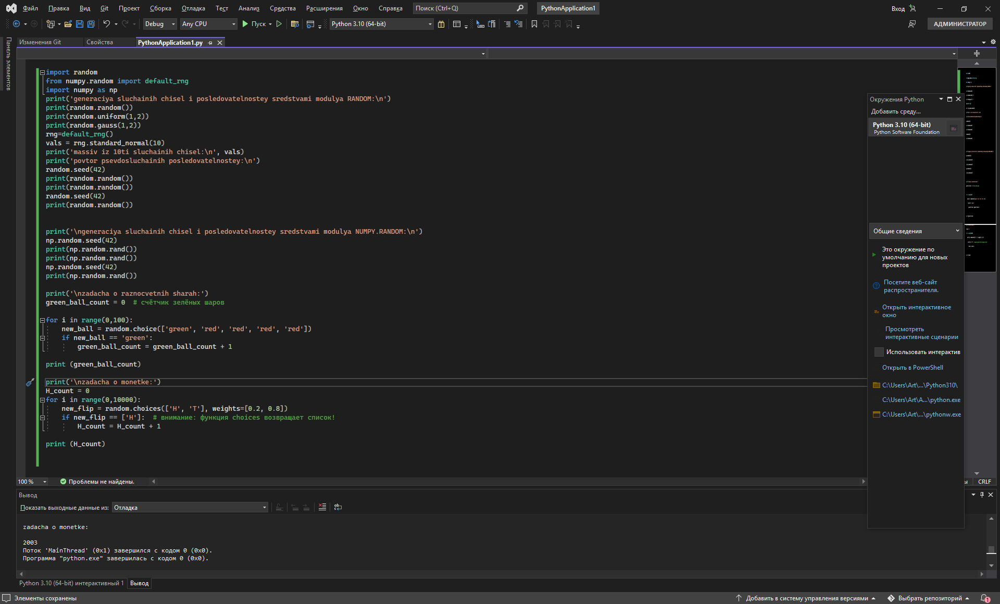 Файл Правка Вид Git Проект Сборка Отладка Тест Анализ Средства Расширения Окно Справка Поиск (Ctrl+Q) PythonApplication1 Вход
Debug Any CPU Пуск Python 3.10 (64-bit) АДМИНИСТРАТОР
Панель элементов
Изменения Git Свойства PythonApplication1.py
import random
from numpy.random import default_rng
import numpy as np
print('generaciya sluchainih chisel i posledovatelnostey sredstvami modulya RANDOM:\n')
print(random.random())
print(random.uniform(1,2))
print(random.gauss(1,2))
rng=default_rng()
vals = rng.standard_normal(10)
print('massiv iz 10ti sluchainih chisel:\n', vals)
print('povtor psevdosluchainih posledovatelnostey:\n')
random.seed(42)
print(random.random())
print(random.random())
random.seed(42)
print(random.random())
print('\ngeneraciya sluchainih chisel i posledovatelnostey sredstvami modulya NUMPY.RANDOM:\n')
np.random.seed(42)
print(np.random.rand())
print(np.random.rand())
np.random.seed(42)
print(np.random.rand())
print('\nzadacha o raznocvetnih sharah:')
green_ball_count = 0  # счётчик зелёных шаров
for i in range(0,100):
    new_ball = random.choice(['green', 'red', 'red', 'red', 'red'])
    if new_ball == 'green':
        green_ball_count = green_ball_count + 1
print (green_ball_count)
print('\nzadacha o monetke:')
H_count = 0
for i in range(0,10000):
    new_flip = random.choices(['H', 'T'], weights=[0.2, 0.8])
    if new_flip == ['H']:  # внимание: функция choices возвращает список!
        H_count = H_count + 1
print (H_count)
Окружения Python
Добавить среду...
Python 3.10 (64-bit)
Python Software Foundation
Общие сведения
Это окружение по
умолчанию для новых
проектов
Посетите веб-сайт
распространителя.
Открыть интерактивное
окно
Просмотреть
интерактивные сценарии
Использовать интерактив
Открыть в PowerShell
C:\Users\Art\...\Python310\
C:\Users\Art\A...\python.exe
C:\Users\Art\...\pythonw.exe
100 % Проблемы не найдены. ы CRLF
Вывод
Показать выходные данные из: Отладка
zadacha o monetke:
2003
Поток 'MainThread' (0x1) завершился с кодом 0 (0x0).
Программа "python.exe" завершилась с кодом 0 (0x0).
Python 3.10 (64-bit) интерактивный 1 Вывод
Элементы сохранены Добавить в систему управления версиями Выбрать репозиторий 1